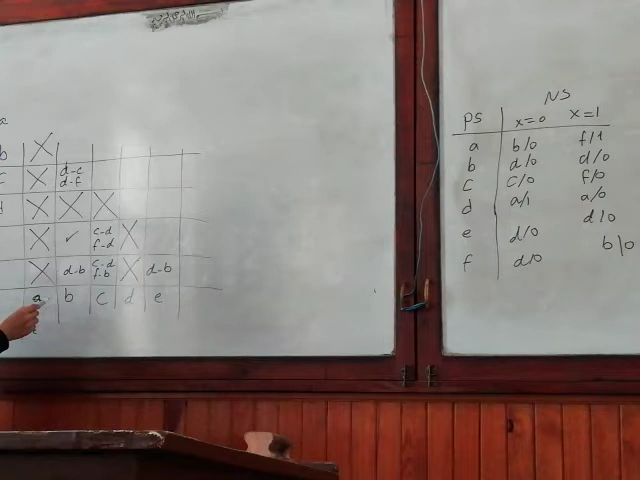 b X
c X d-c
d-f
d X X X
X ✓ c-d
f-d X
X d-b c-d
f-b X d-b
a b c d e
NS
PS x=0 x=1
a b/0 f/1
b d/0 d/0
c c/0 f/0
d a/1 a/0
e d/0 d/0
f d/0 b/0